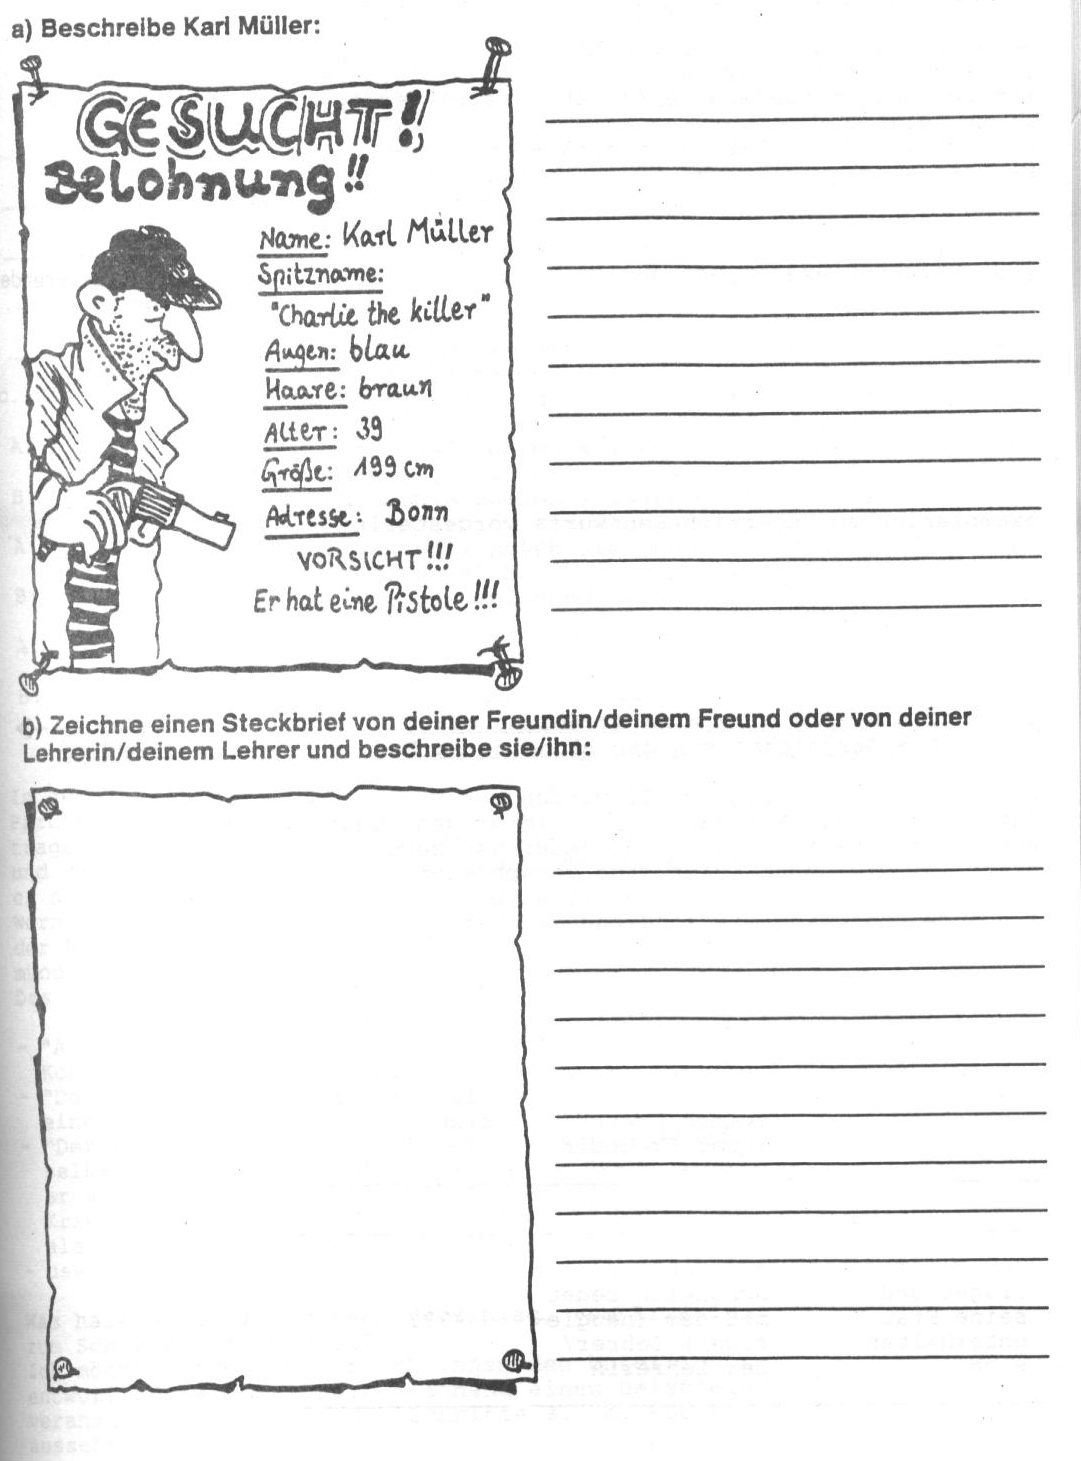 a) Beschreibe Karl Müller:
GESUCHT!!
Belohnung!!
Name: Karl Müller
Spitzname:
"Charlie the killer"
Augen: blau
Haare: braun
Alter: 39
Größe: 199 cm
Adresse: Bonn
VORSICHT!!!
Er hat eine Pistole!!!
b) Zeichne einen Steckbrief von deiner Freundin/deinem Freund oder von deiner
Lehrerin/deinem Lehrer und beschreibe sie/ihn: